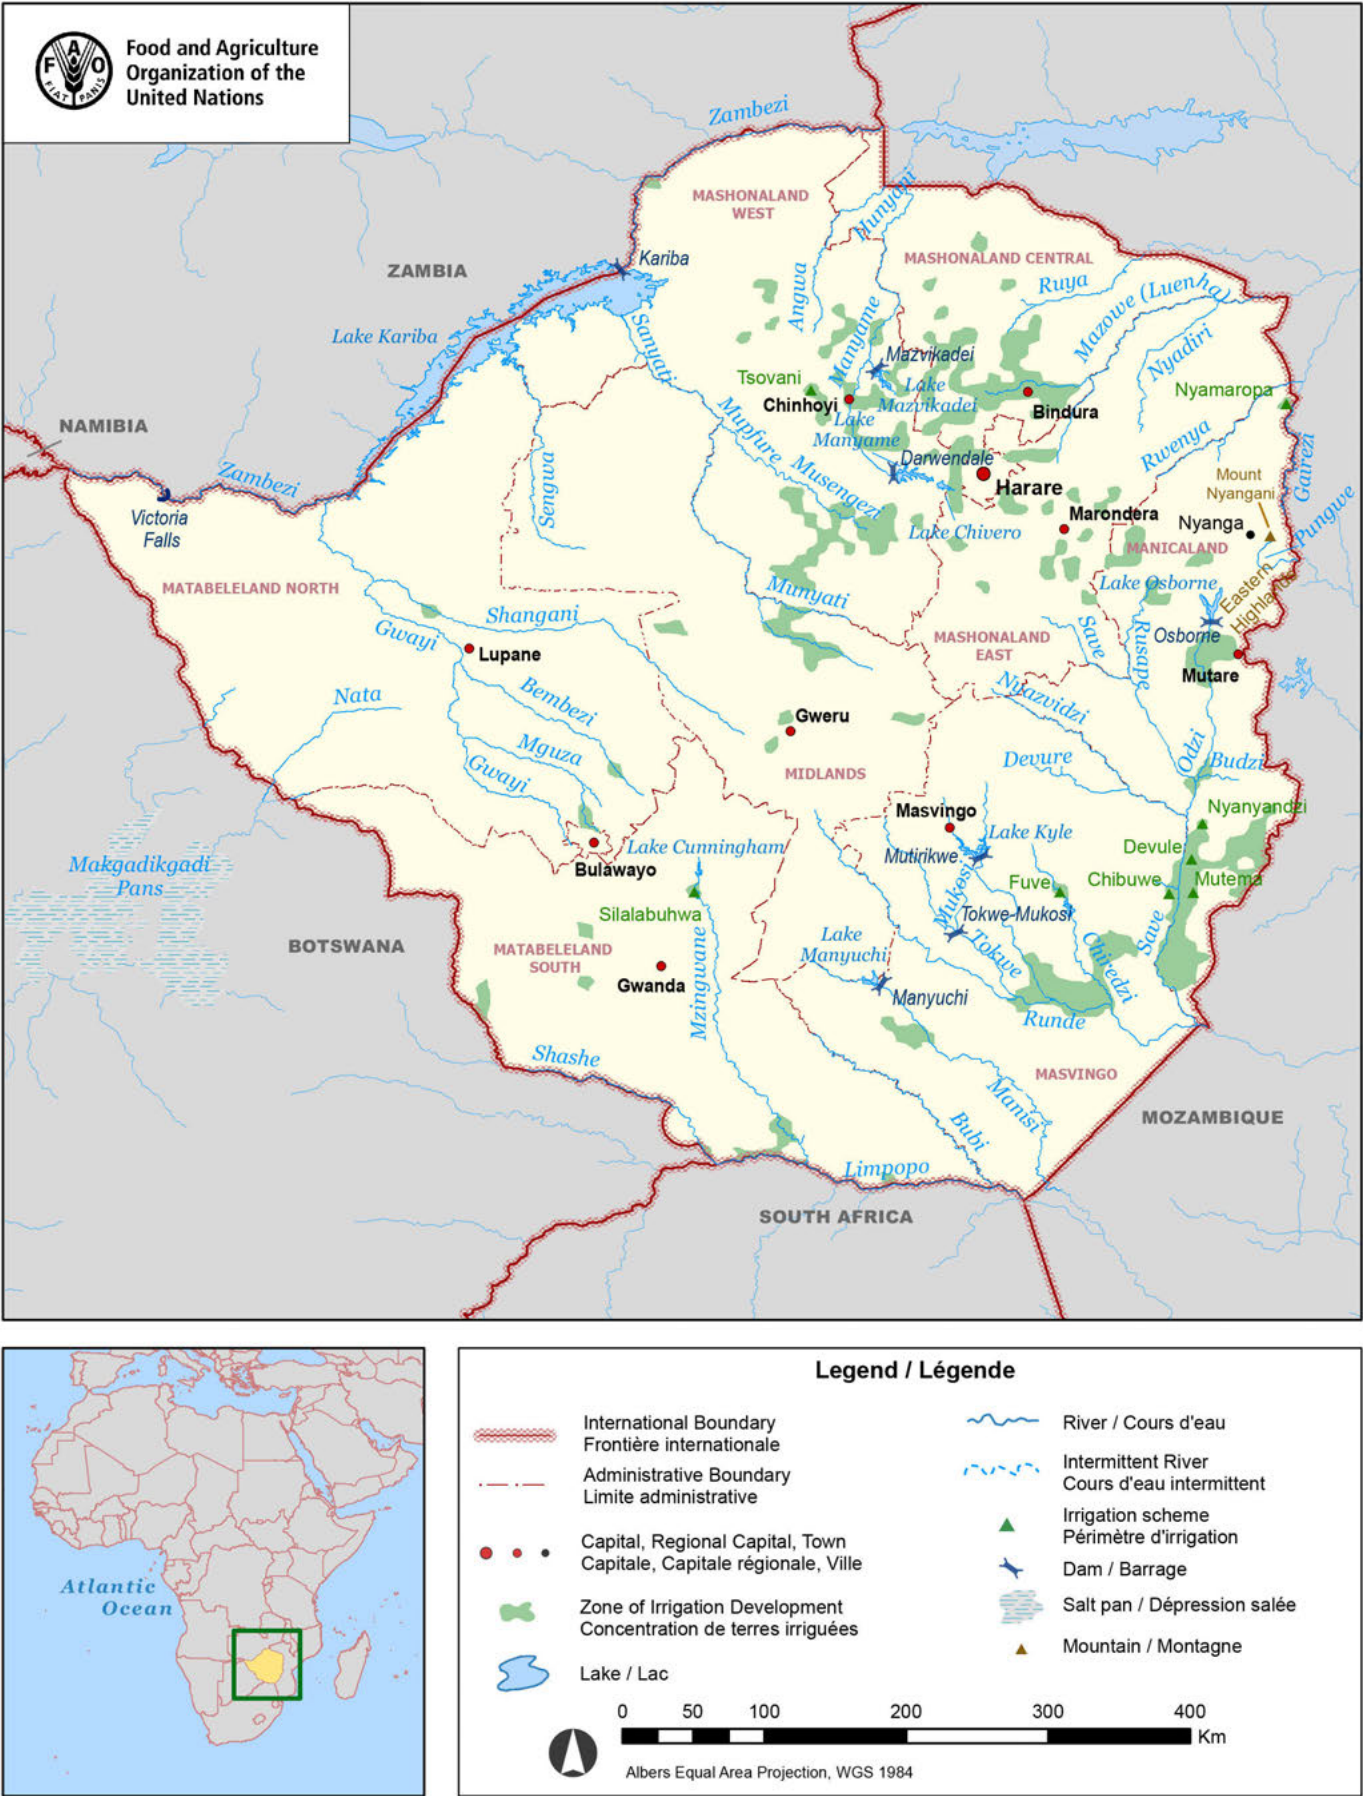 Food and Agriculture
Organization of the
United Nations
F A O
FIAT PANIS
Zambezi
MASHONALAND
WEST
Hunyani
ZAMBIA
Kariba
MASHONALAND CENTRAL
Angwa
Ruya
Mazowe (Luenha)
Lake Kariba
Sanyati
Manyame
Mazvikadei
Nyadiri
Tsovani
Lake
Mazvikadei
Nyamaropa
Chinhoyi
Bindura
NAMIBIA
Mupfure
Lake
Manyame
Rwenya
Gairezi
Zambezi
Sengwa
Musengezi
Darwendale
Harare
Mount
Nyangani
Victoria
Falls
Marondera
Nyanga
Pungwe
Lake Chivero
MANICALAND
MATABELELAND NORTH
Munyati
Lake Osborne
Eastern
Highlands
Shangani
Gwayi
Save
Rusape
Osborne
MASHONALAND
EAST
Lupane
Mutare
Nata
Bembezi
Nyazvidzi
Gweru
Mguza
Gwayi
MIDLANDS
Devure
Odzi
Budzi
Masvingo
Nyanyandzi
Lake Kyle
Makgadikgadi
Pans
Lake Cunningham
Mutirikwe
Devule
Bulawayo
Fuve
Chibuwe
Mutema
Silalabuhwa
Mukosi
Tokwe-Mukosi
BOTSWANA
MATABELELAND
SOUTH
Mzingwane
Lake
Manyuchi
Tokwe
Chiredzi
Save
Gwanda
Manyuchi
Runde
Shashe
MASVINGO
Manisi
Bubi
MOZAMBIQUE
Limpopo
SOUTH AFRICA
Atlantic
Ocean
Legend / Légende
International Boundary
Frontière internationale
Administrative Boundary
Limite administrative
Capital, Regional Capital, Town
Capitale, Capitale régionale, Ville
Zone of Irrigation Development
Concentration de terres irriguées
Lake / Lac
River / Cours d'eau
Intermittent River
Cours d'eau intermittent
Irrigation scheme
Périmètre d'irrigation
Dam / Barrage
Salt pan / Dépression salée
Mountain / Montagne
0 50 100 200 300 400
Km
Albers Equal Area Projection, WGS 1984